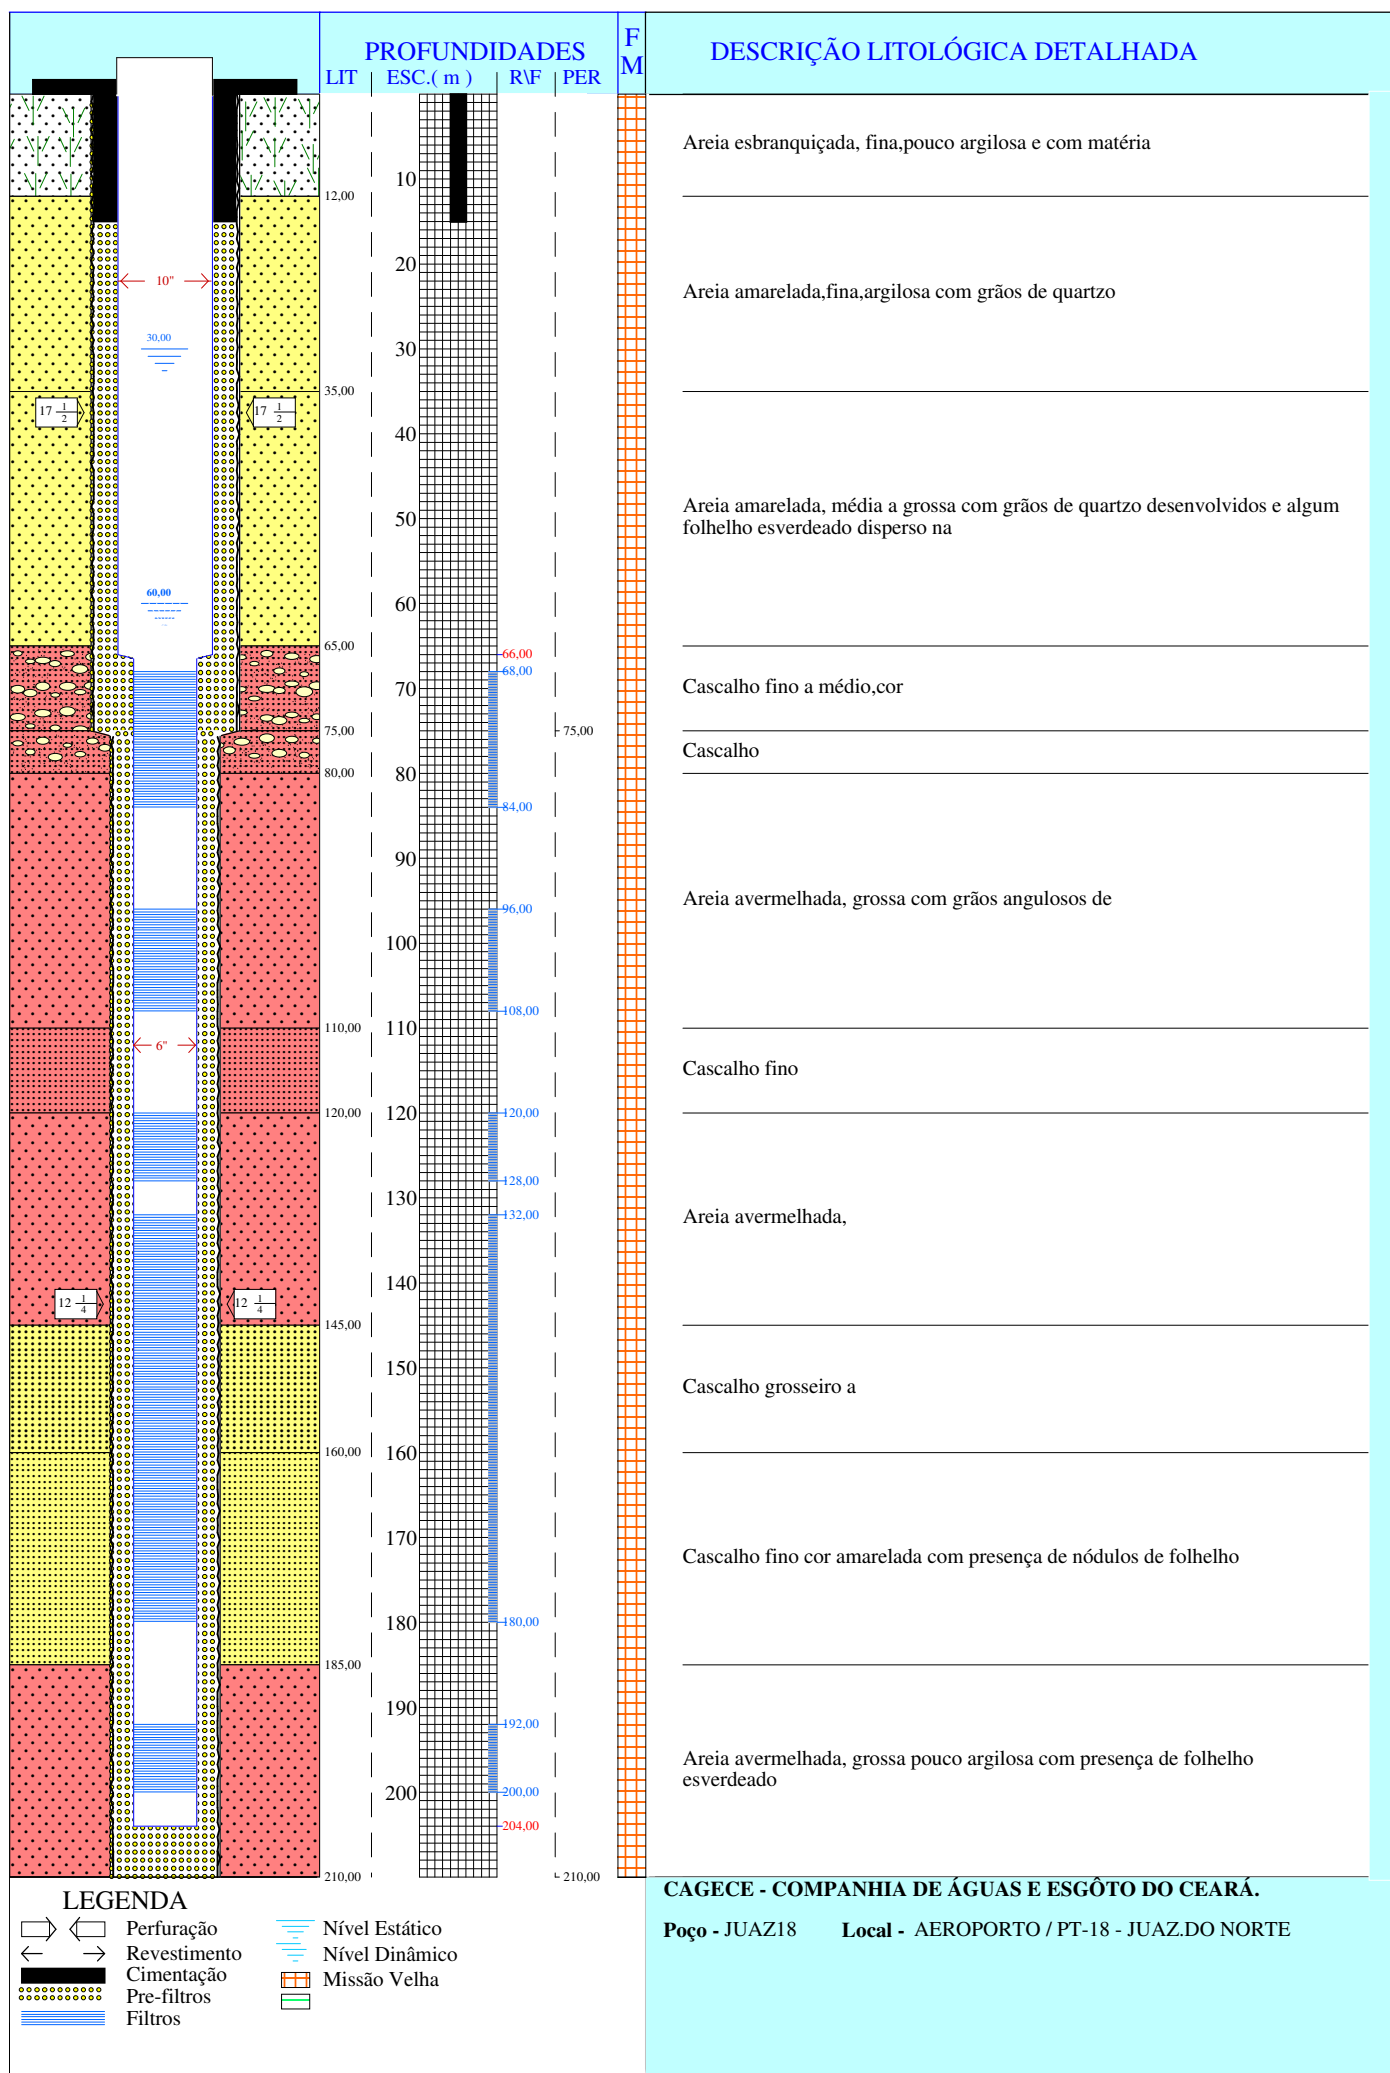 PROFUNDIDADES
LIT ESC.( m ) R\F PER
F
M
DESCRIÇÃO LITOLÓGICA DETALHADA
Areia esbranquiçada, fina,pouco argilosa e com matéria
10
12,00
20
10"
Areia amarelada,fina,argilosa com grãos de quartzo
30,00
30
35,00
17 1/2 17 1/2
40
Areia amarelada, média a grossa com grãos de quartzo desenvolvidos e algum
folhelho esverdeado disperso na
50
60,00
60
65,00
66,00
68,00
70
Cascalho fino a médio,cor
75,00 75,00
Cascalho
80,00 80
84,00
90
Areia avermelhada, grossa com grãos angulosos de
96,00
100
108,00
110,00 110
6"
Cascalho fino
120,00 120 120,00
128,00
130
132,00
Areia avermelhada,
140
12 1/4 12 1/4
145,00
150
Cascalho grosseiro a
160,00 160
170
Cascalho fino cor amarelada com presença de nódulos de folhelho
180 180,00
185,00
190
192,00
Areia avermelhada, grossa pouco argilosa com presença de folhelho
esverdeado
200 200,00
204,00
210,00 210,00
LEGENDA
Perfuração
Revestimento
Cimentação
Pre-filtros
Filtros
Nível Estático
Nível Dinâmico
Missão Velha
CAGECE - COMPANHIA DE ÁGUAS E ESGÔTO DO CEARÁ.
Poço - JUAZ18 Local - AEROPORTO / PT-18 - JUAZ.DO NORTE